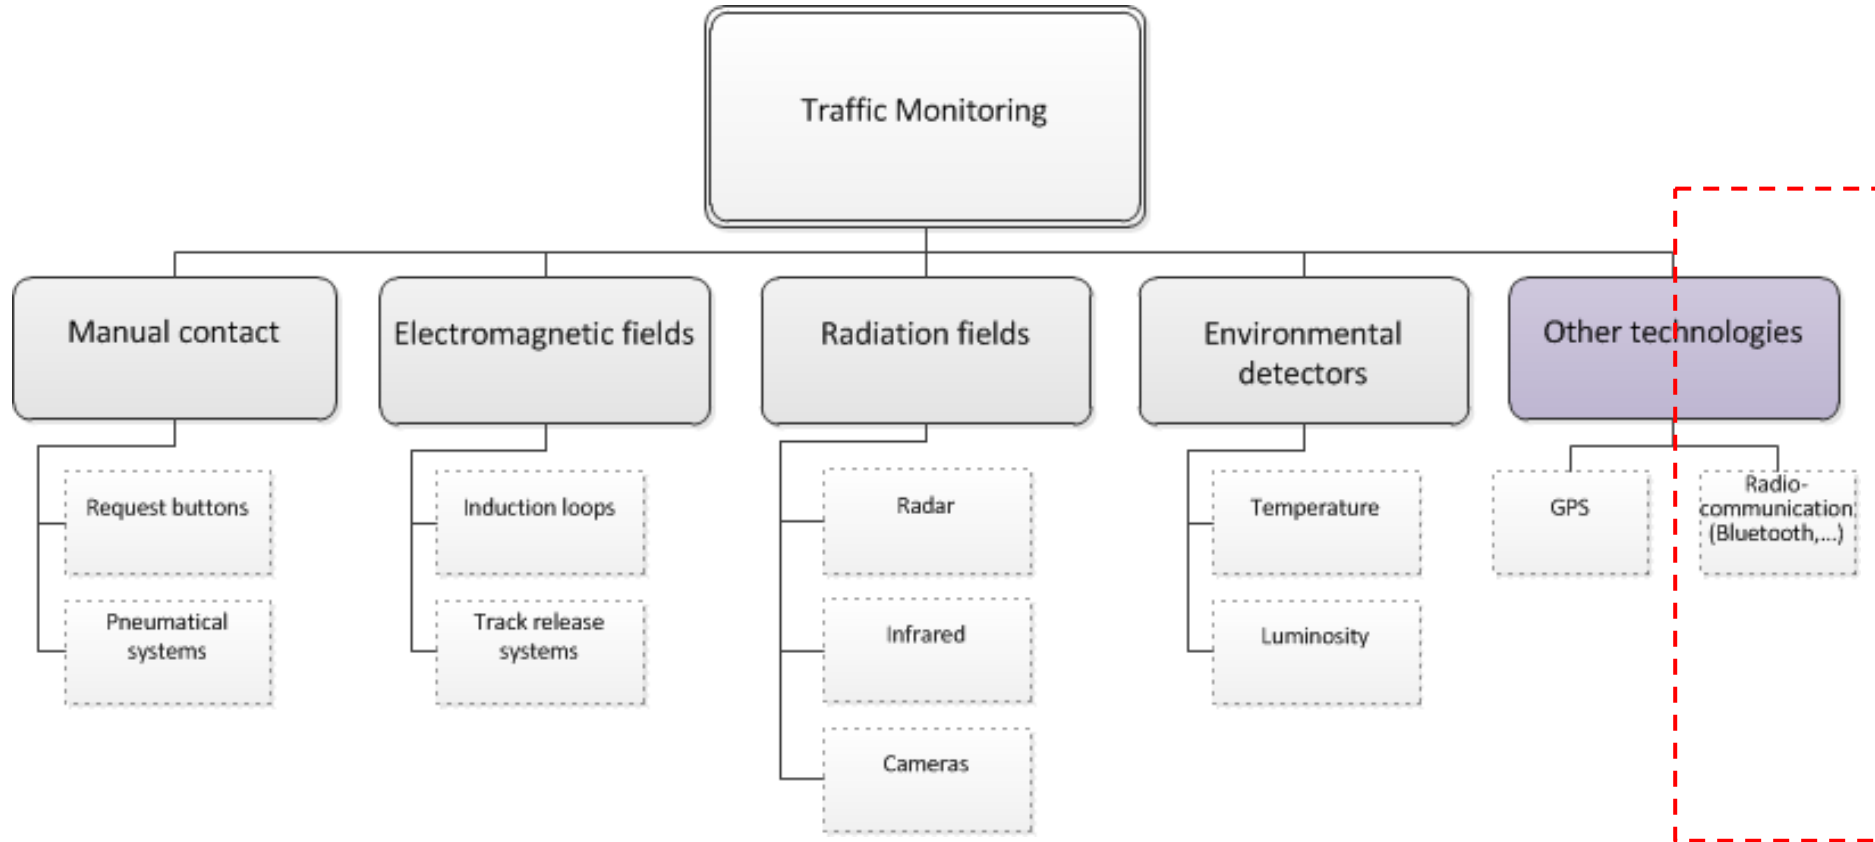 Traffic Monitoring
Manual contact
Electromagnetic fields
Radiation fields
Environmental
detectors
Other technologies
Request buttons
Pneumatical
systems
Induction loops
Track release
systems
Radar
Infrared
Cameras
Temperature
Luminosity
GPS
Radio-
communication
(Bluetooth,...)